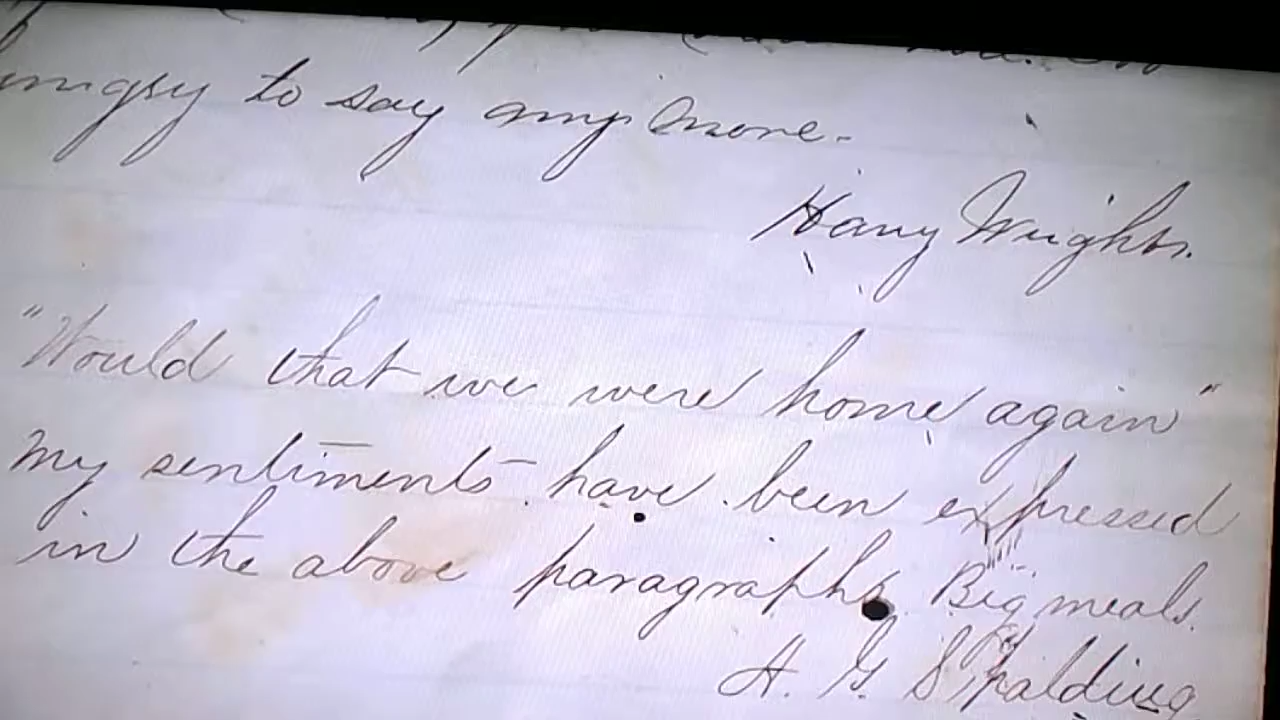 to say any more.
Harry Wright.
"Would that we were home again"
My sentiments have been expressed
in the above paragraphs. Big meals.
A. G. Spalding